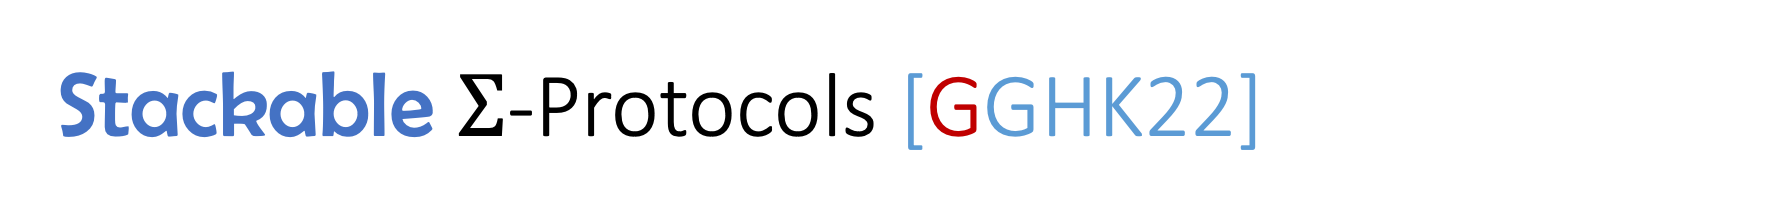 Stackable Σ-Protocols [GGHK22]